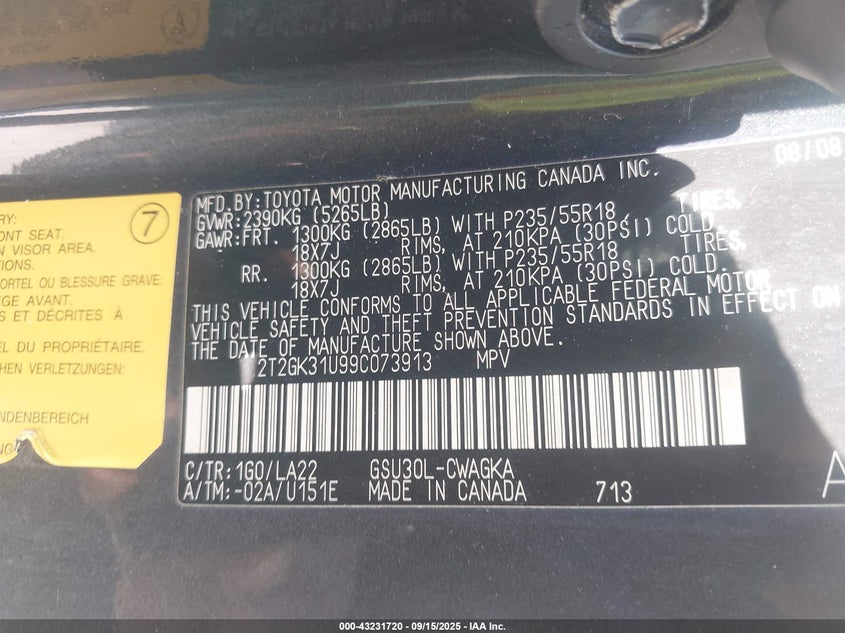 08/08
MFD.BY:TOYOTA MOTOR MANUFACTURING CANADA INC.
GVWR:2390KG (5265LB)
GAWR:FRT. 1300KG (2865LB) WITH P235/55R18 , TIRES,
18X7J RIMS, AT 210KPA (30PSI) COLD.
RR. 1300KG (2865LB) WITH P235/55R18 TIRES,
18X7J RIMS, AT 210KPA (30PSI) COLD.
THIS VEHICLE CONFORMS TO ALL APPLICABLE FEDERAL MOTOR
VEHICLE SAFETY AND THEFT PREVENTION STANDARDS IN EFFECT ON
THE DATE OF MANUFACTURE SHOWN ABOVE.
2T2GK31U99C073913 MPV
C/TR:1G0/LA22 GSU30L-CWAGKA
A/TM:-02A/U151E MADE IN CANADA 713
A
7
RY:
ONT SEAT.
N VISOR AREA.
TIONS.
ORTEL OU BLESSURE GRAVE:
EGE AVANT.
S ET DÉCRITES À
EL DU PROPRIÉTAIRE.
HEN VERLETZUNGEN:
NDENBEREICH
000-43231720 - 09/15/2025 - IAA Inc.